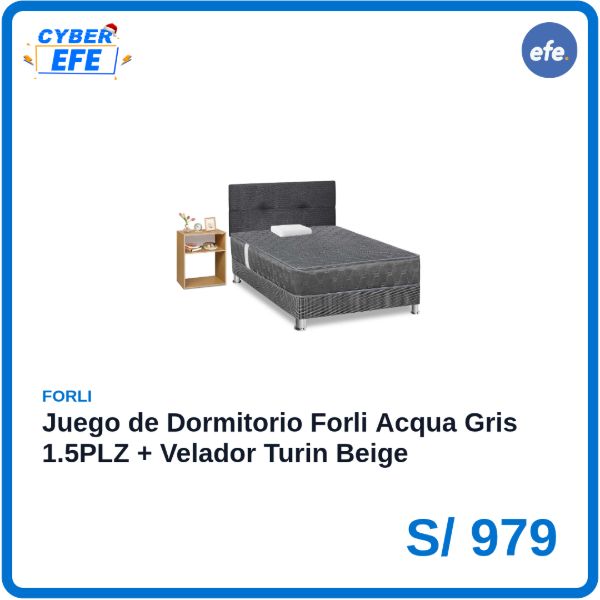 CYBER
EFE
efe.
FORLI
Juego de Dormitorio Forli Acqua Gris
1.5PLZ + Velador Turin Beige
S/ 979